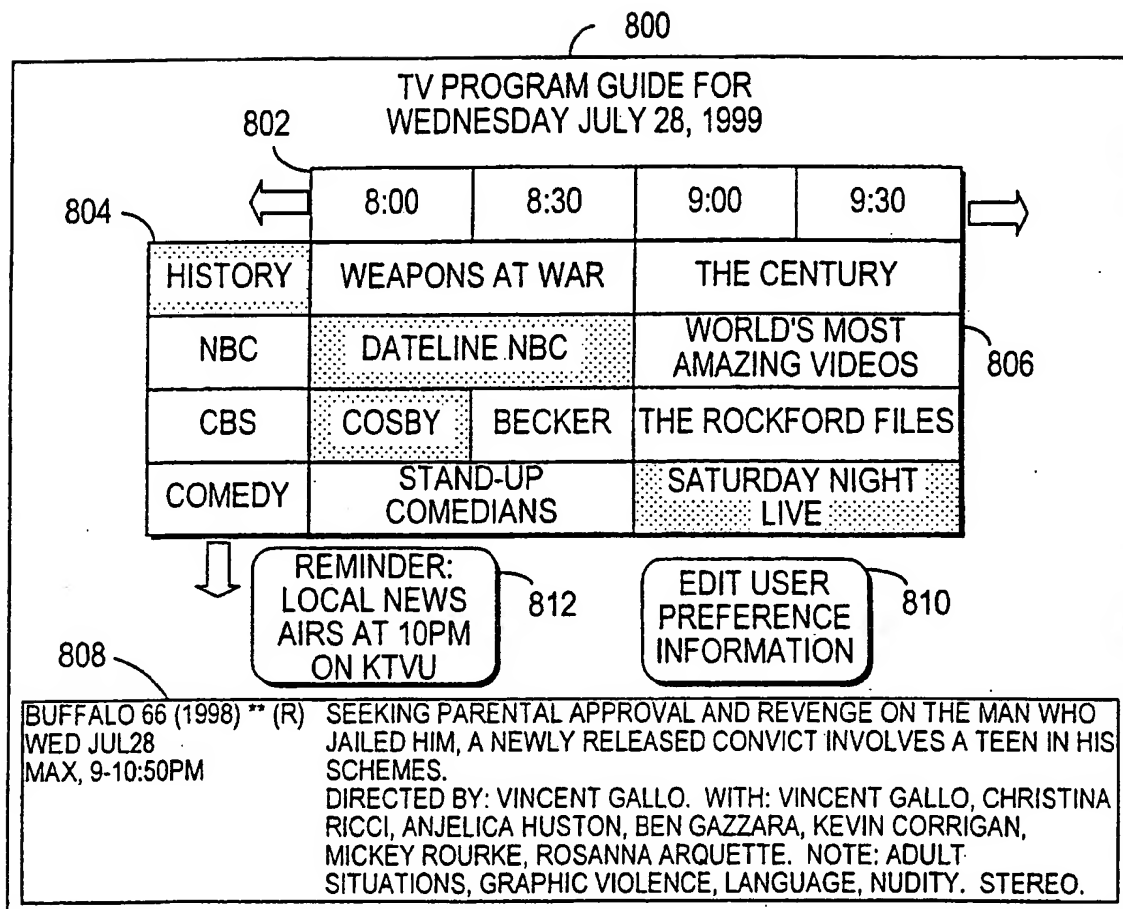 800
TV PROGRAM GUIDE FOR
WEDNESDAY JULY 28, 1999
802
8:00 8:30 9:00 9:30
804
HISTORY WEAPONS AT WAR THE CENTURY
NBC DATELINE NBC WORLD'S MOST
AMAZING VIDEOS
806
CBS COSBY BECKER THE ROCKFORD FILES
COMEDY STAND-UP
COMEDIANS
SATURDAY NIGHT
LIVE
REMINDER:
LOCAL NEWS
AIRS AT 10PM
ON KTVU
812
EDIT USER
PREFERENCE
INFORMATION
810
808
BUFFALO 66 (1998) ** (R)
WED JUL28
MAX, 9-10:50PM
SEEKING PARENTAL APPROVAL AND REVENGE ON THE MAN WHO
JAILED HIM, A NEWLY RELEASED CONVICT INVOLVES A TEEN IN HIS
SCHEMES.
DIRECTED BY: VINCENT GALLO. WITH: VINCENT GALLO, CHRISTINA
RICCI, ANJELICA HUSTON, BEN GAZZARA, KEVIN CORRIGAN,
MICKEY ROURKE, ROSANNA ARQUETTE. NOTE: ADULT
SITUATIONS, GRAPHIC VIOLENCE, LANGUAGE, NUDITY. STEREO.